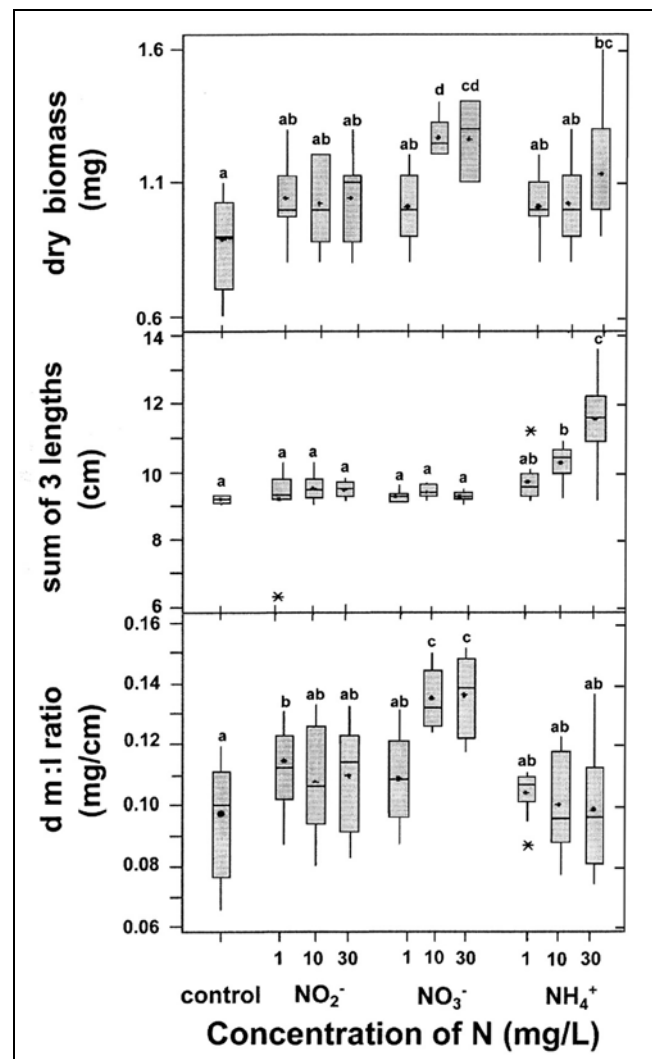 1.6
bc
d
cd
ab ab ab ab ab ab
a
1.1
dry biomass
(mg)
0.6
14
c
12
b
ab
a a a a a a a
10
sum of 3 lengths
(cm)
8
6
0.16
c c
0.14
b ab ab ab ab ab ab
a
0.12
d m :l ratio
(mg/cm)
0.10
0.08
0.06
1 10 30 1 10 30 1 10 30
control NO₂⁻ NO₃⁻ NH₄⁺
Concentration of N (mg/L)